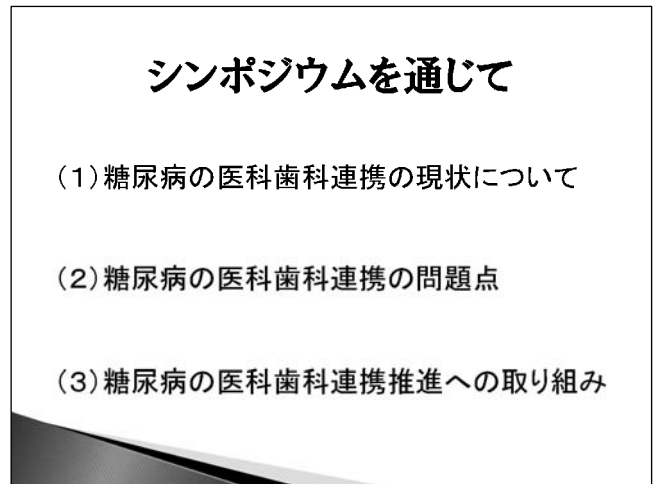 シンポジウムを通じて
（１）糖尿病の医科歯科連携の現状について
（２）糖尿病の医科歯科連携の問題点
（３）糖尿病の医科歯科連携推進への取り組み